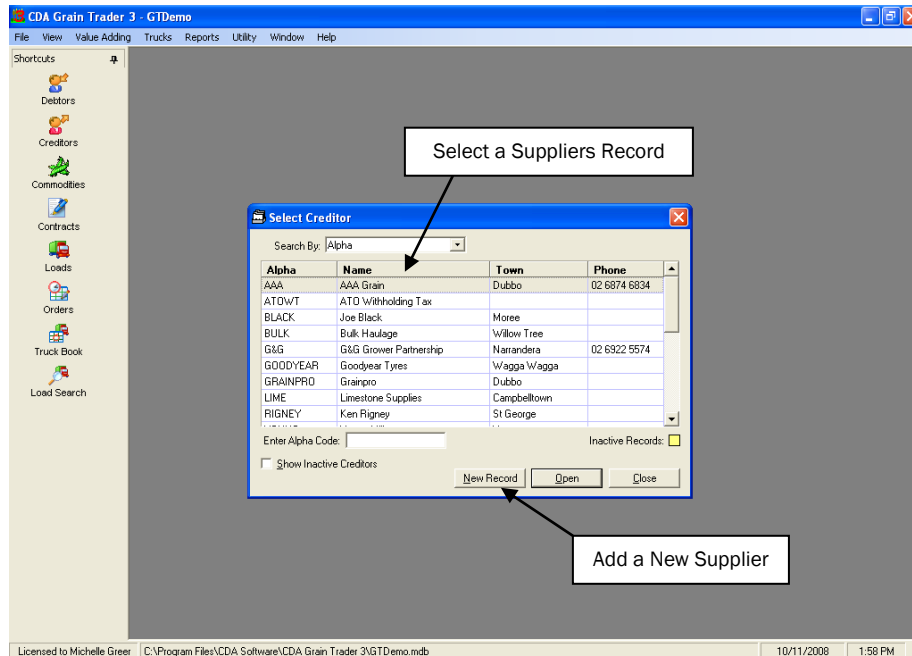 CDA Grain Trader 3 - GTDemo
File View Value Adding Trucks Reports Utility Window Help
Shortcuts
Debtors
Creditors
Commodities
Contracts
Loads
Orders
Truck Book
Load Search
Select a Suppliers Record
Select Creditor
Search By: Alpha
Alpha Name Town Phone
AAA AAA Grain Dubbo 02 6874 6834
ATOWT ATO Withholding Tax
BLACK Joe Black Moree
BULK Bulk Haulage Willow Tree
G&G G&G Grower Partnership Narrandera 02 6922 5574
GOODYEAR Goodyear Tyres Wagga Wagga
GRAINPRO Grainpro Dubbo
LIME Limestone Supplies Campbelltown
RIGNEY Ken Rigney St George
Enter Alpha Code: Inactive Records:
Show Inactive Creditors
New Record Open Close
Add a New Supplier
Licensed to Michelle Greer C:\Program Files\CDA Software\CDA Grain Trader 3\GTDemo.mdb 10/11/2008 1:58 PM